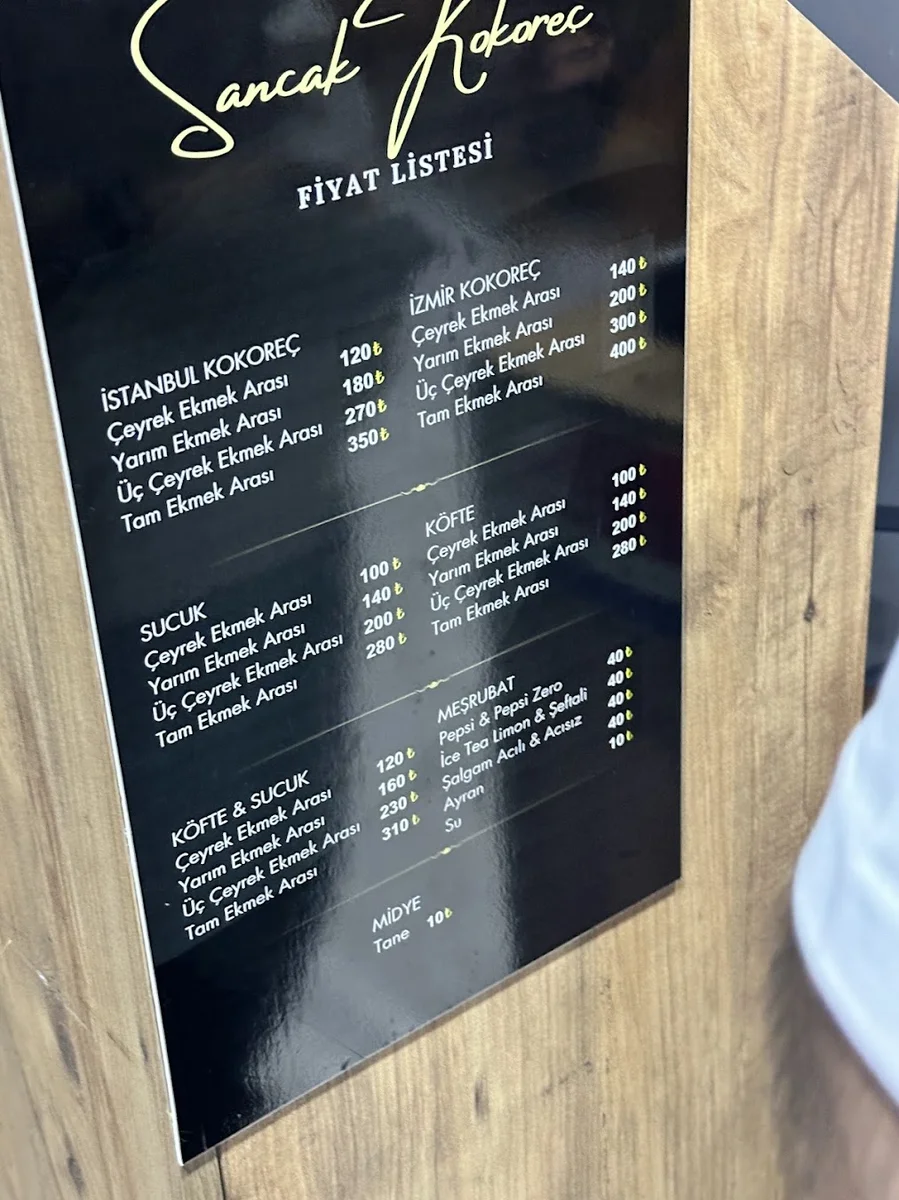 Sancak Kokoreç
FİYAT LİSTESİ
İSTANBUL KOKOREÇ
Çeyrek Ekmek Arası 120₺
Yarım Ekmek Arası 180₺
Üç Çeyrek Ekmek Arası 270₺
Tam Ekmek Arası 350₺
İZMİR KOKOREÇ
Çeyrek Ekmek Arası 140₺
Yarım Ekmek Arası 200₺
Üç Çeyrek Ekmek Arası 300₺
Tam Ekmek Arası 400₺
SUCUK
Çeyrek Ekmek Arası 100₺
Yarım Ekmek Arası 140₺
Üç Çeyrek Ekmek Arası 200₺
Tam Ekmek Arası 280₺
KÖFTE
Çeyrek Ekmek Arası 100₺
Yarım Ekmek Arası 140₺
Üç Çeyrek Ekmek Arası 200₺
Tam Ekmek Arası 280₺
KÖFTE & SUCUK
Çeyrek Ekmek Arası 120₺
Yarım Ekmek Arası 160₺
Üç Çeyrek Ekmek Arası 230₺
Tam Ekmek Arası 310₺
MEŞRUBAT
Pepsi & Pepsi Zero 40₺
İce Tea Limon & Şeftali 40₺
Şalgam Acılı & Acısız 40₺
Ayran 40₺
Su 10₺
MİDYE
Tane 10₺